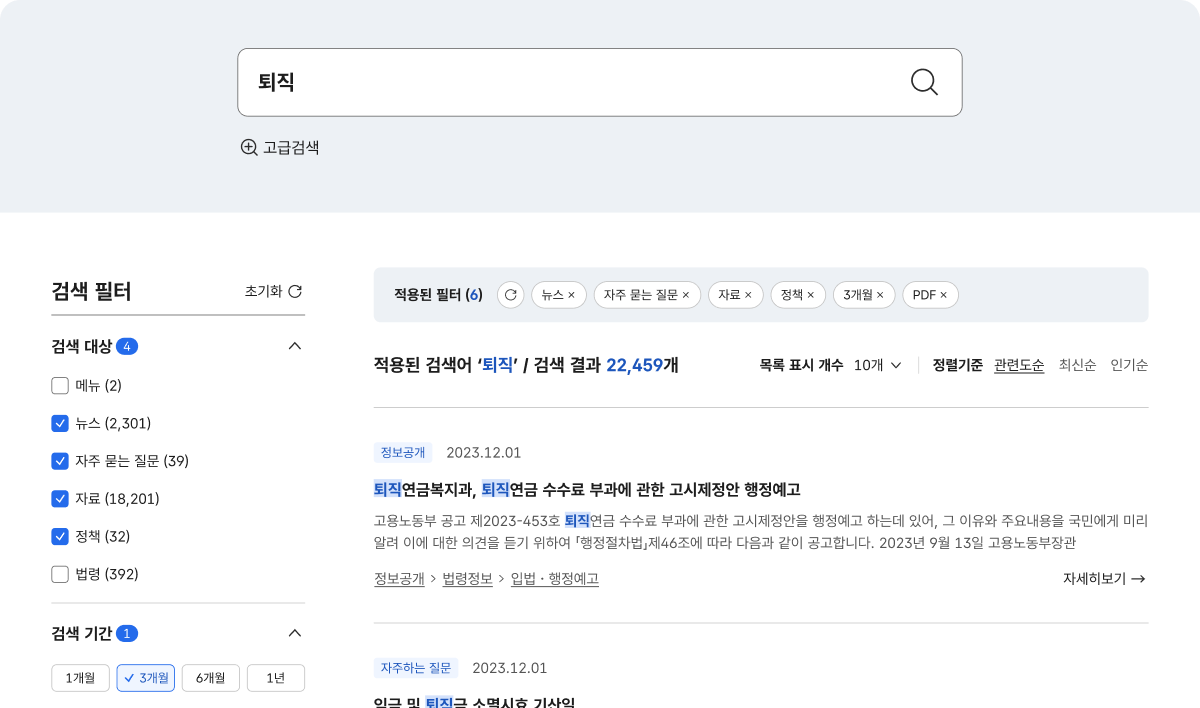 퇴직
고급검색
검색 필터
초기화
검색 대상 4
메뉴 (2)
뉴스 (2,301)
자주 묻는 질문 (39)
자료 (18,201)
정책 (32)
법령 (392)
검색 기간 1
1개월 3개월 6개월 1년
적용된 필터 (6) 뉴스 × 자주 묻는 질문 × 자료 × 정책 × 3개월 × PDF ×
적용된 검색어 ‘퇴직’ / 검색 결과 22,459개
목록 표시 개수 10개 정렬기준 관련도순 최신순 인기순
정보공개 2023.12.01
퇴직연금복지과, 퇴직연금 수수료 부과에 관한 고시제정안 행정예고
고용노동부 공고 제2023-453호 퇴직연금 수수료 부과에 관한 고시제정안을 행정예고 하는데 있어, 그 이유와 주요내용을 국민에게 미리
알려 이에 대한 의견을 듣기 위하여 「행정절차법」제46조에 따라 다음과 같이 공고합니다. 2023년 9월 13일 고용노동부장관
정보공개 > 법령정보 > 입법 · 행정예고
자세히보기 →
자주하는 질문 2023.12.01
임금 및 퇴직금 소멸시효 기산일